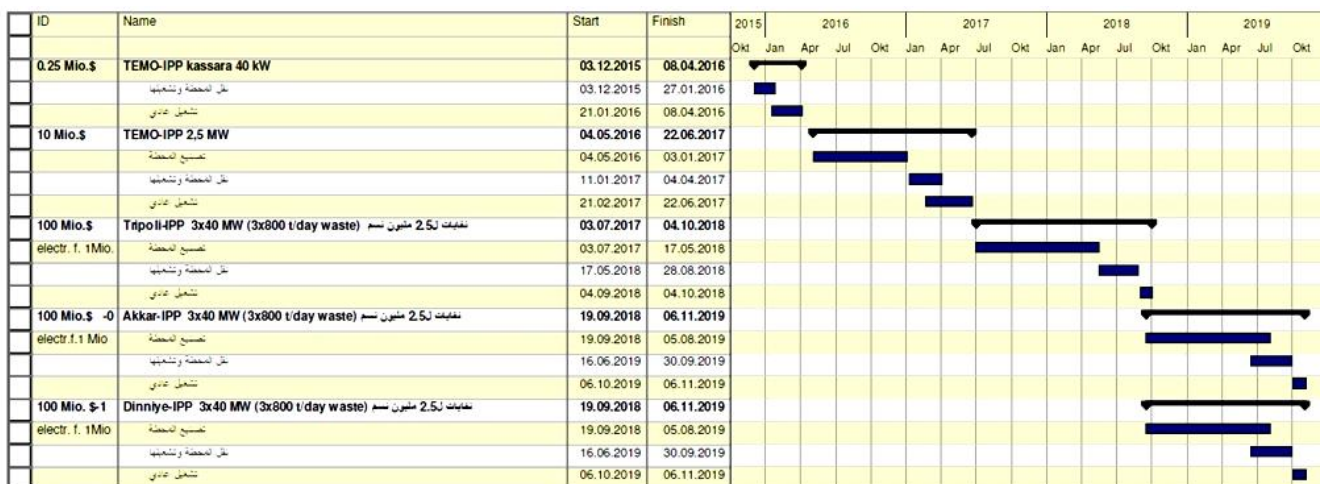 ID Name Start Finish 2015 2016 2017 2018 2019
Okt Jan Apr Jul Okt Jan Apr Jul Okt Jan Apr Jul Okt Jan Apr Jul Okt
0.25 Mio.$ TEMO-IPP kassara 40 kW 03.12.2015 08.04.2016
نقل المحطة وتشغيلها 03.12.2015 27.01.2016
تشغيل عادي 21.01.2016 08.04.2016
10 Mio.$ TEMO-IPP 2,5 MW 04.05.2016 22.06.2017
تصنيع المحطة 04.05.2016 03.01.2017
نقل المحطة وتشغيلها 11.01.2017 04.04.2017
تشغيل عادي 21.02.2017 22.06.2017
100 Mio.$ Tripoli-IPP 3x40 MW (3x800 t/day waste) نفايات ل2.5 مليون نسم 03.07.2017 04.10.2018
electr. f. 1Mio. تصنيع المحطة 03.07.2017 17.05.2018
نقل المحطة وتشغيلها 17.05.2018 28.08.2018
تشغيل عادي 04.09.2018 04.10.2018
100 Mio.$ -0 Akkar-IPP 3x40 MW (3x800 t/day waste) نفايات ل2.5 مليون نسم 19.09.2018 06.11.2019
electr.f.1 Mio تصنيع المحطة 19.09.2018 05.08.2019
نقل المحطة وتشغيلها 16.06.2019 30.09.2019
تشغيل عادي 06.10.2019 06.11.2019
100 Mio. $-1 Dinniye-IPP 3x40 MW (3x800 t/day waste) نفايات ل2.5 مليون نسم 19.09.2018 06.11.2019
electr. f. 1Mio تصنيع المحطة 19.09.2018 05.08.2019
نقل المحطة وتشغيلها 16.06.2019 30.09.2019
تشغيل عادي 06.10.2019 06.11.2019